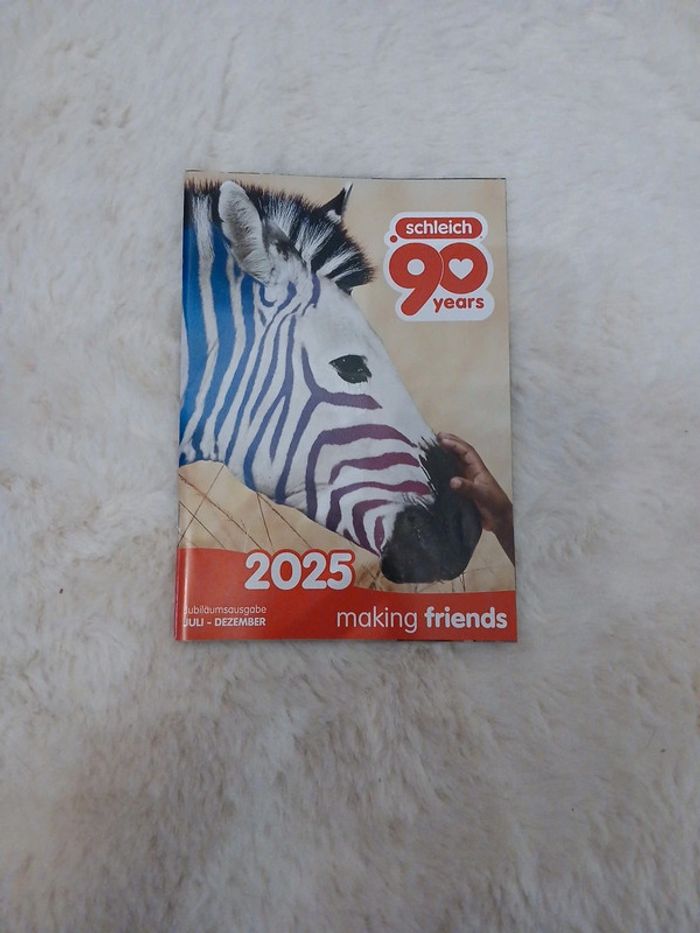 schleich
90
years
2025
Jubiläumsausgabe
JULI – DEZEMBER
making friends